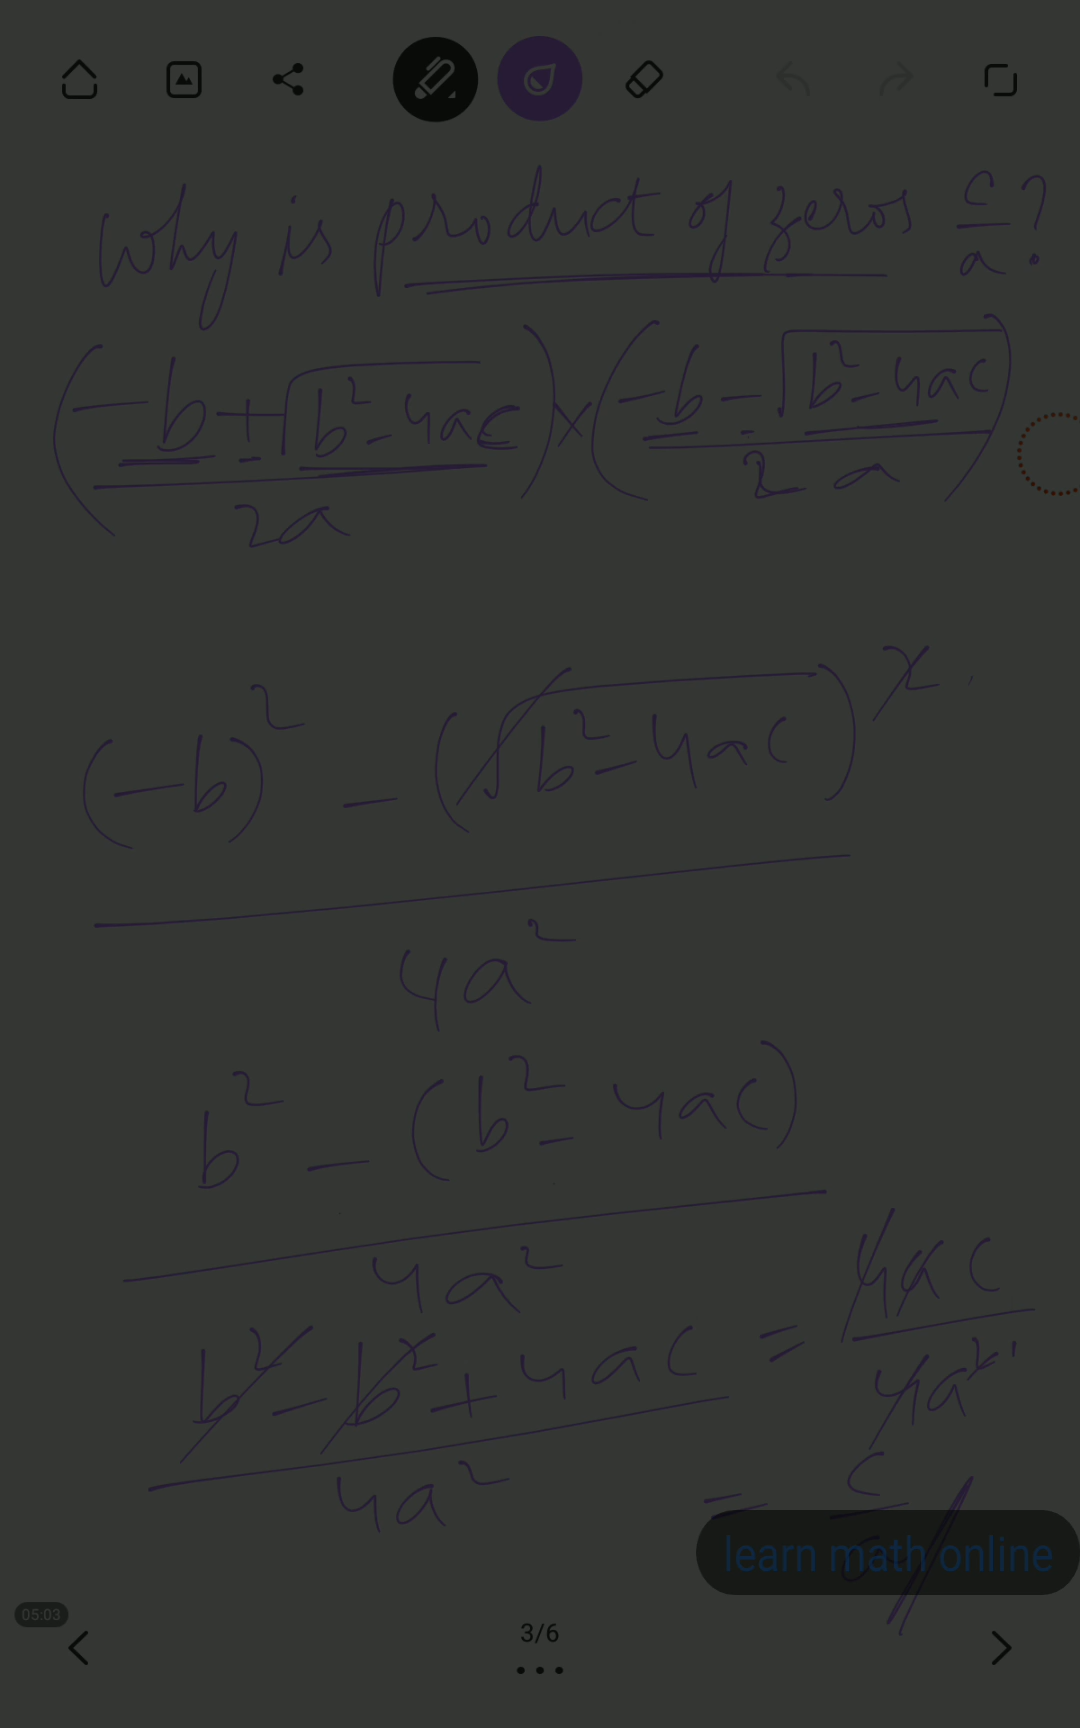 Why is product of zeros c/a ?
(-b + √b² - 4ac / 2a) × (-b - √b² - 4ac / 2a)
(-b)² - (√b² - 4ac)²
4a²
b² - (b² - 4ac)
4a²
b² - b² + 4ac / 4a² = 4ac / 4a²
= c / a
learn math online
05:03
3/6